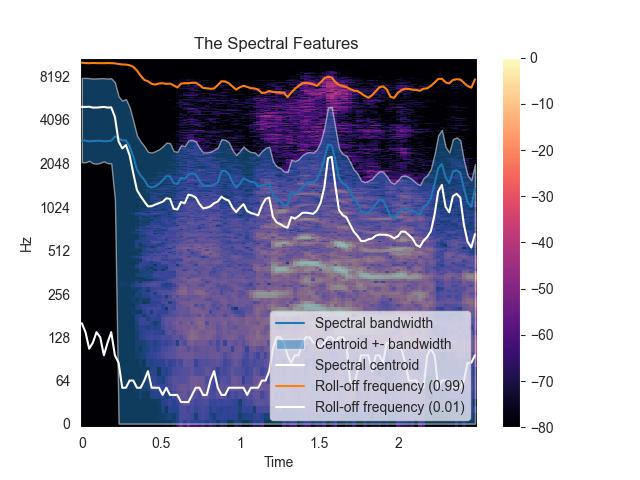 The Spectral Features
8192
4096
2048
1024
512
256
128
64
0
Hz
0
0.5
1
1.5
2
Time
Spectral bandwidth
Centroid +- bandwidth
Spectral centroid
Roll-off frequency (0.99)
Roll-off frequency (0.01)
0
−10
−20
−30
−40
−50
−60
−70
−80